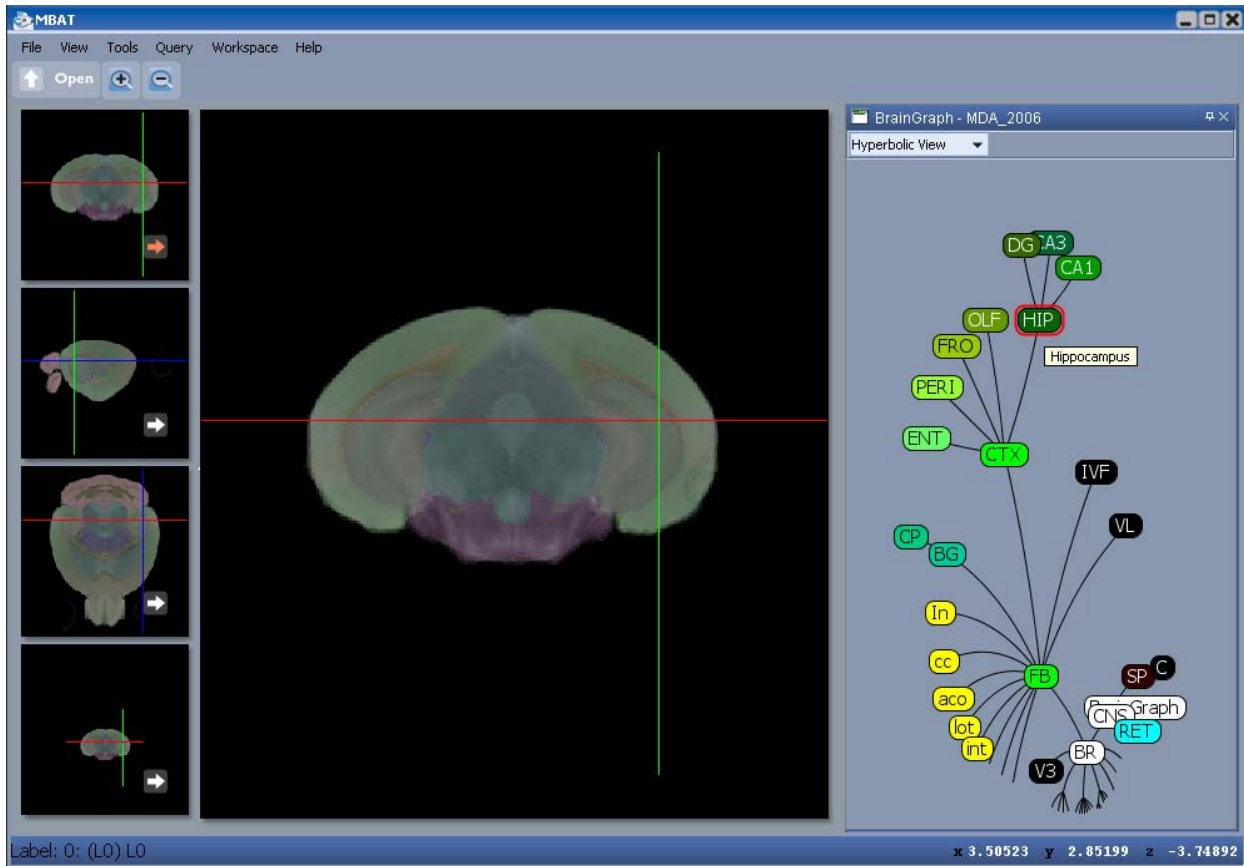 MBAT
File View Tools Query Workspace Help
Open
BrainGraph - MDA_2006
Hyperbolic View
DG CA3
CA1
OLF HIP
FRO
Hippocampus
PERI
ENT
CTX
IVF
VL
CP
BG
In
cc
FB
SP C
aco
BrainGraph
CNS
lot
RET
int
BR
V3
Label: 0: (L0) L0
x 3.50523 y 2.85199 z -3.74892